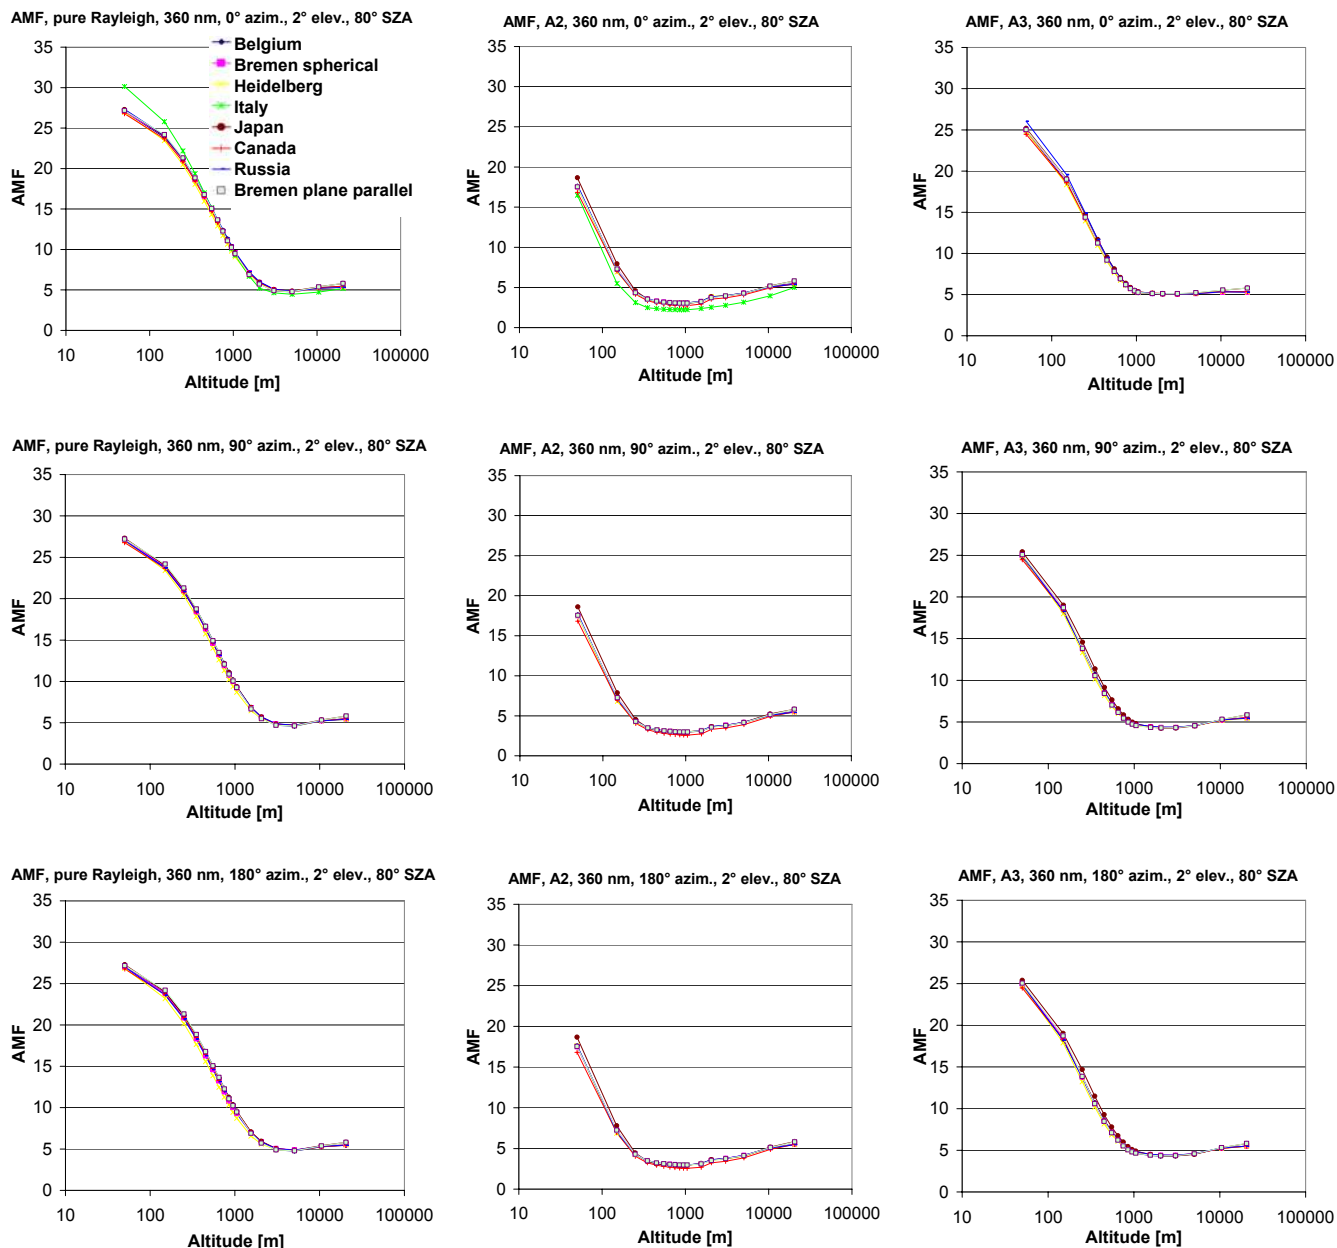 AMF, pure Rayleigh, 360 nm, 0° azim., 2° elev., 80° SZA
35
30
25
20
15
10
5
0
AMF
10 100 1000 10000 100000
Altitude [m]
Belgium
Bremen spherical
Heidelberg
Italy
Japan
Canada
Russia
Bremen plane parallel
AMF, A2, 360 nm, 0° azim., 2° elev., 80° SZA
35
30
25
20
15
10
5
0
AMF
10 100 1000 10000 100000
Altitude [m]
AMF, A3, 360 nm, 0° azim., 2° elev., 80° SZA
35
30
25
20
15
10
5
0
AMF
10 100 1000 10000 100000
Altitude [m]
AMF, pure Rayleigh, 360 nm, 90° azim., 2° elev., 80° SZA
35
30
25
20
15
10
5
0
AMF
10 100 1000 10000 100000
Altitude [m]
AMF, A2, 360 nm, 90° azim., 2° elev., 80° SZA
35
30
25
20
15
10
5
0
AMF
10 100 1000 10000 100000
Altitude [m]
AMF, A3, 360 nm, 90° azim., 2° elev., 80° SZA
35
30
25
20
15
10
5
0
AMF
10 100 1000 10000 100000
Altitude [m]
AMF, pure Rayleigh, 360 nm, 180° azim., 2° elev., 80° SZA
35
30
25
20
15
10
5
0
AMF
10 100 1000 10000 100000
Altitude [m]
AMF, A2, 360 nm, 180° azim., 2° elev., 80° SZA
35
30
25
20
15
10
5
0
AMF
10 100 1000 10000 100000
Altitude [m]
AMF, A3, 360 nm, 180° azim., 2° elev., 80° SZA
35
30
25
20
15
10
5
0
AMF
10 100 1000 10000 100000
Altitude [m]